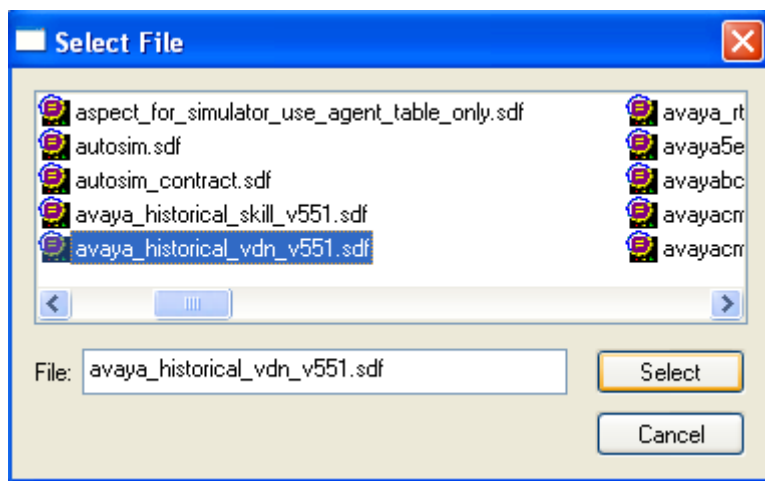 Select File
aspect_for_simulator_use_agent_table_only.sdf
autosim.sdf
autosim_contract.sdf
avaya_historical_skill_v551.sdf
avaya_historical_vdn_v551.sdf
avaya_rt
avaya5e
avayabc
avayacm
avayacm
File: avaya_historical_vdn_v551.sdf
Select
Cancel